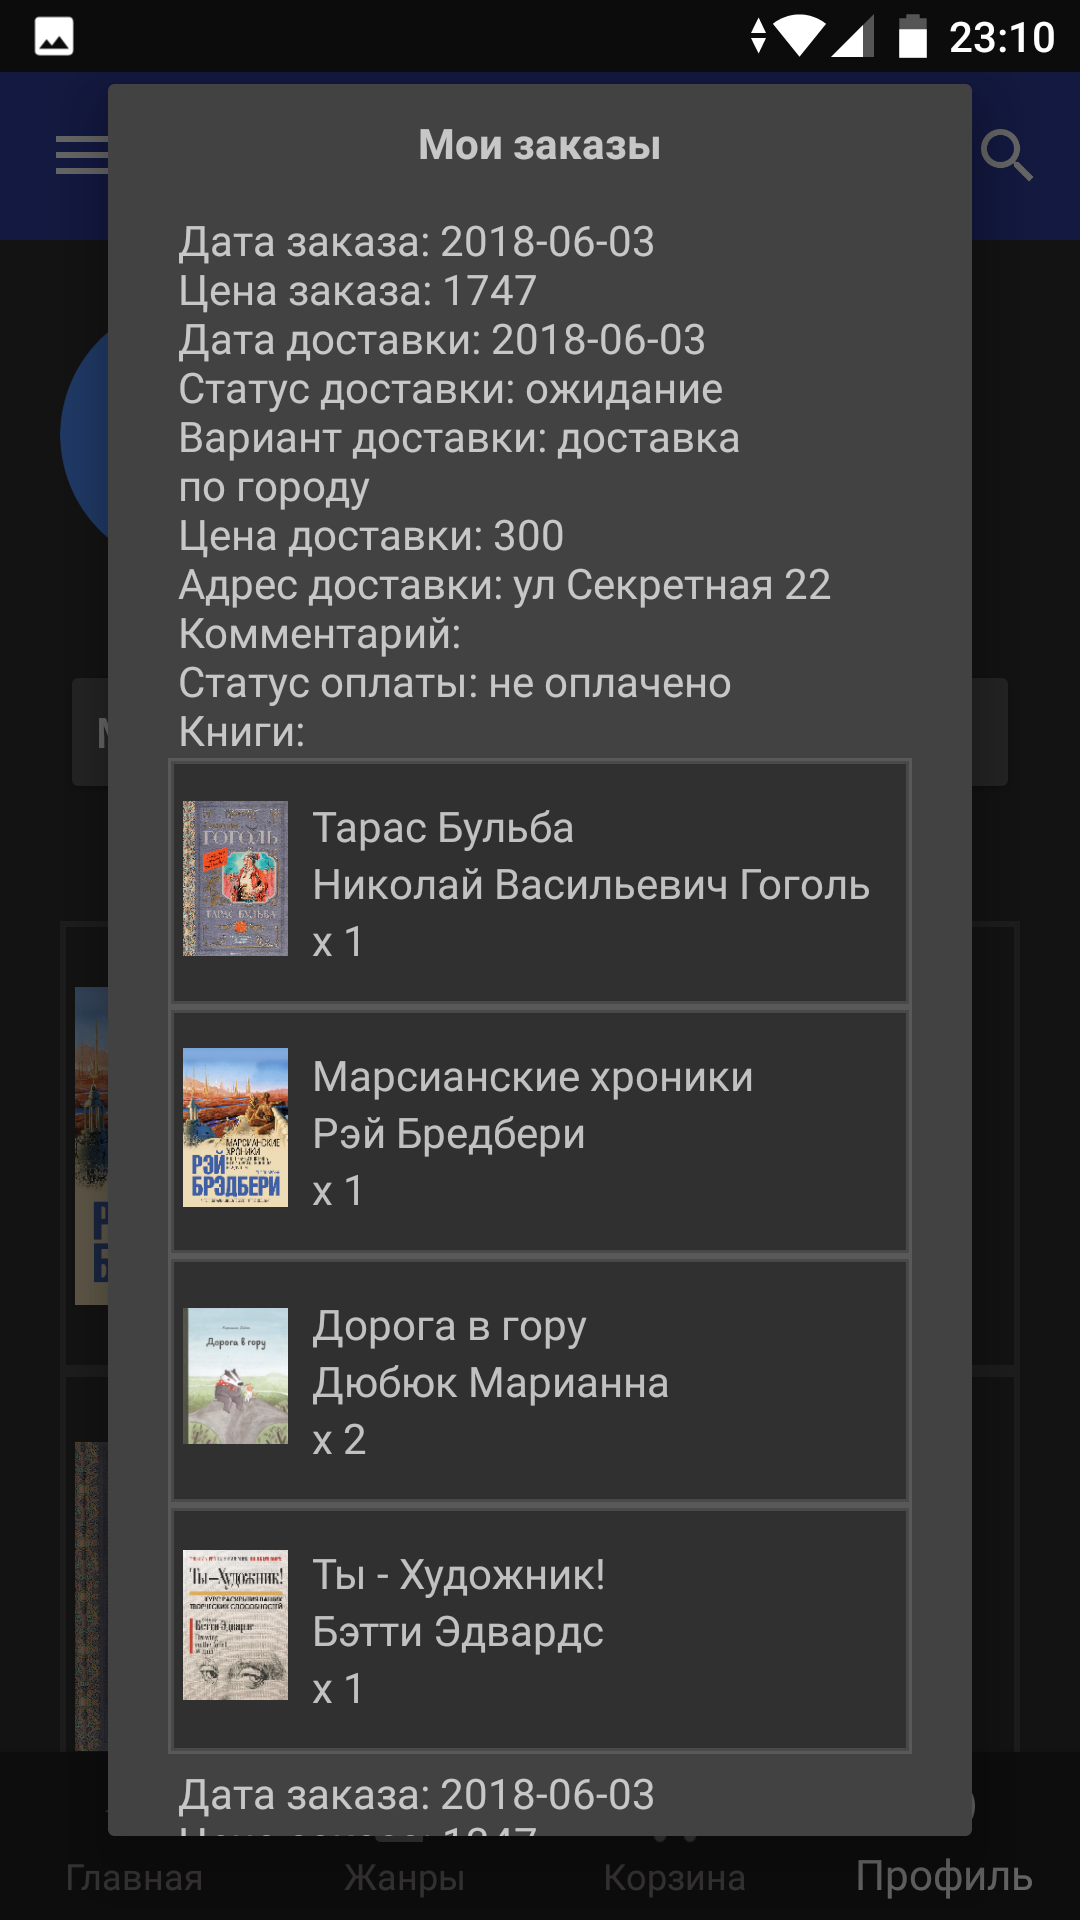 23:10
Мои заказы
Дата заказа: 2018-06-03
Цена заказа: 1747
Дата доставки: 2018-06-03
Статус доставки: ожидание
Вариант доставки: доставка
по городу
Цена доставки: 300
Адрес доставки: ул Секретная 22
Комментарий:
Статус оплаты: не оплачено
Книги:
ГОГОЛЬ
ТАРАС БУЛЬБА
Тарас Бульба
Николай Васильевич Гоголь
x 1
МАРСИАНСКИЕ
ХРОНИКИ
РЭЙ
БРЭДБЕРИ
Марсианские хроники
Рэй Бредбери
x 1
Дорога в гору
Дорога в гору
Дюбюк Марианна
x 2
Ты—Художник!
Бетти Эдвардс
Ты - Художник!
Бэтти Эдвардс
x 1
Дата заказа: 2018-06-03
Цена заказа: 1847
Главная
Жанры
Корзина
Профиль